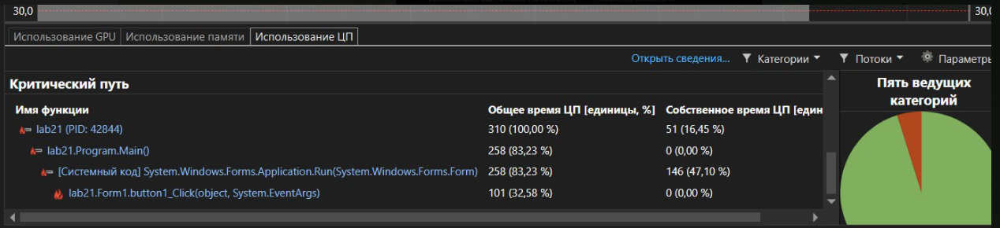 30,0 30,0
Использование GPU Использование памяти Использование ЦП
Открыть сведения... Категории Потоки Параметры
Критический путь
Пять ведущих
категорий
Имя функции Общее время ЦП [единицы, %] Собственное время ЦП [един
lab21 (PID: 42844) 310 (100,00 %) 51 (16,45 %)
lab21.Program.Main() 258 (83,23 %) 0 (0,00 %)
[Системный код] System.Windows.Forms.Application.Run(System.Windows.Forms.Form) 258 (83,23 %) 146 (47,10 %)
lab21.Form1.button1_Click(object, System.EventArgs) 101 (32,58 %) 0 (0,00 %)